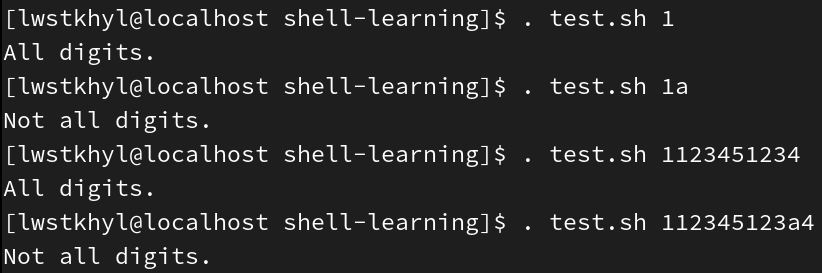 [lwstkhyl@localhost shell-learning]$ . test.sh 1
All digits.
[lwstkhyl@localhost shell-learning]$ . test.sh 1a
Not all digits.
[lwstkhyl@localhost shell-learning]$ . test.sh 1123451234
All digits.
[lwstkhyl@localhost shell-learning]$ . test.sh 112345123a4
Not all digits.